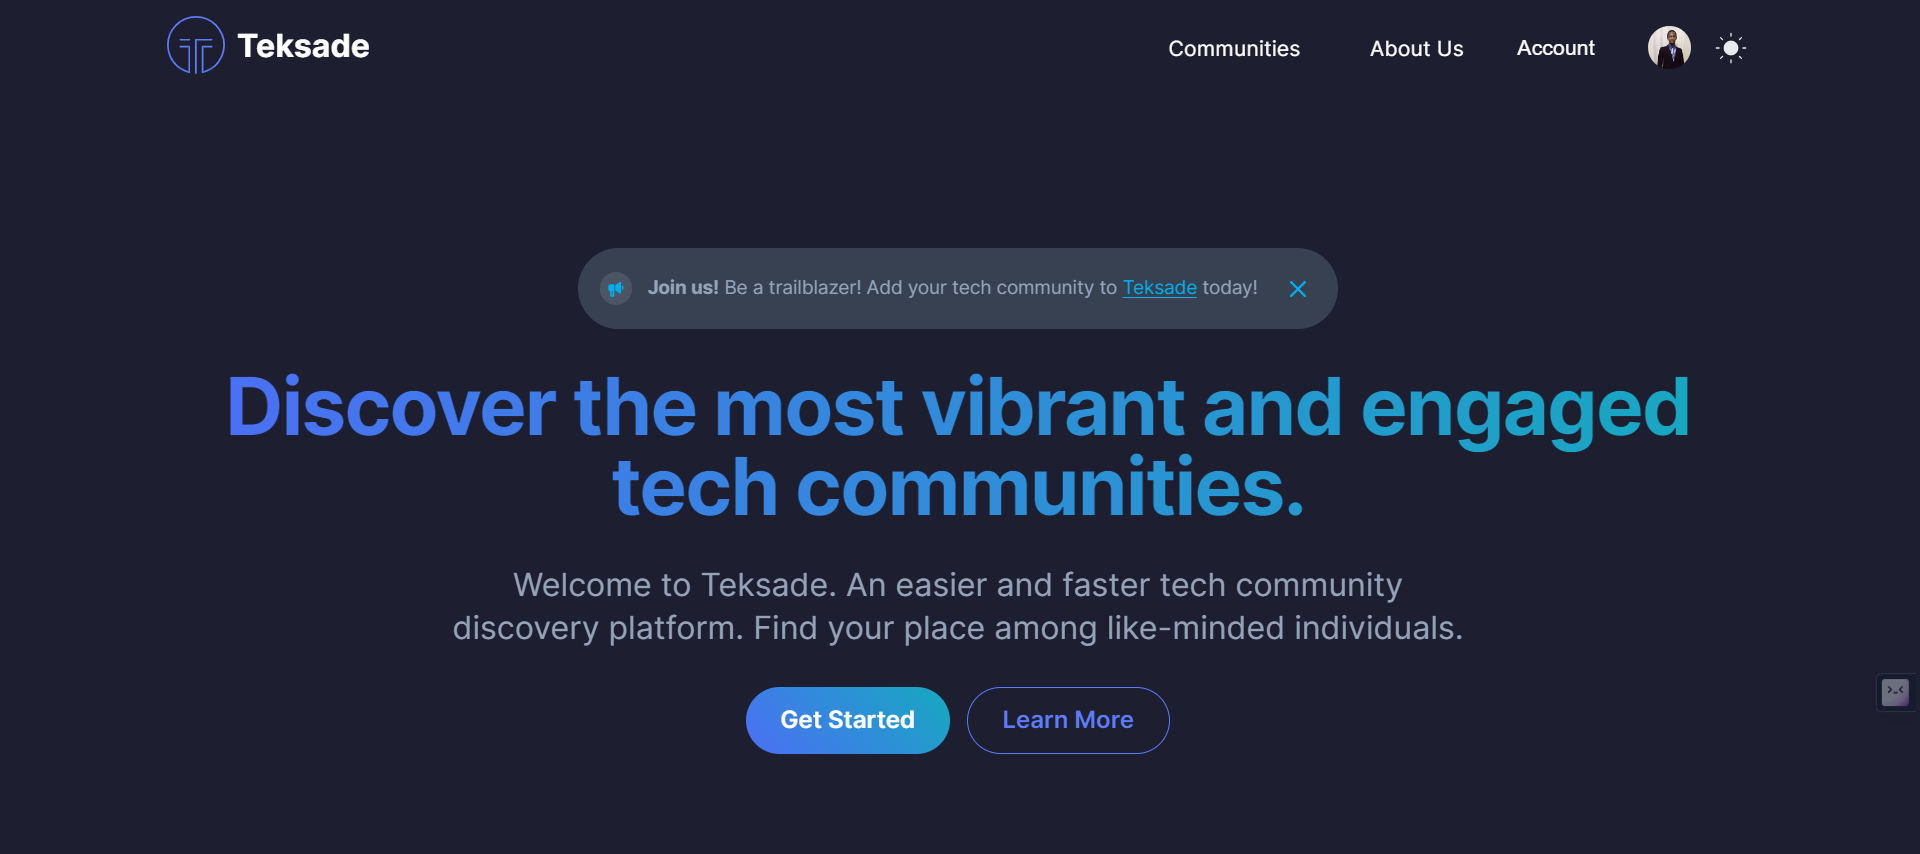 Teksade
Communities
About Us
Account
Join us! Be a trailblazer! Add your tech community to Teksade today!
Discover the most vibrant and engaged
tech communities.
Welcome to Teksade. An easier and faster tech community
discovery platform. Find your place among like-minded individuals.
Get Started
Learn More